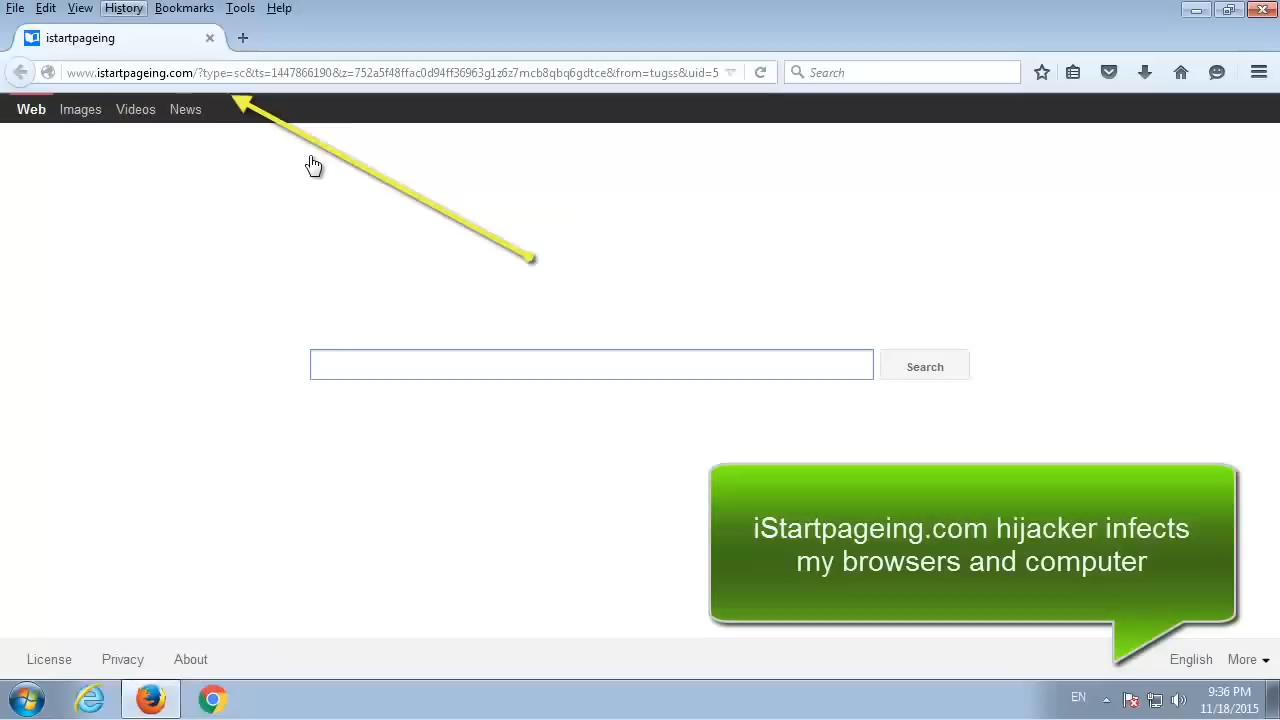 File Edit View History Bookmarks Tools Help
istartpageing
www.istartpageing.com/?type=sc&ts=1447866190&z=752a5f48ffac0d94ff36963g1z6z7mcb8qbq6gdtce&from=tugss&uid=5
Search
Web Images Videos News
Search
iStartpageing.com hijacker infects
my browsers and computer
License Privacy About English More
EN
9:36 PM
11/18/2015